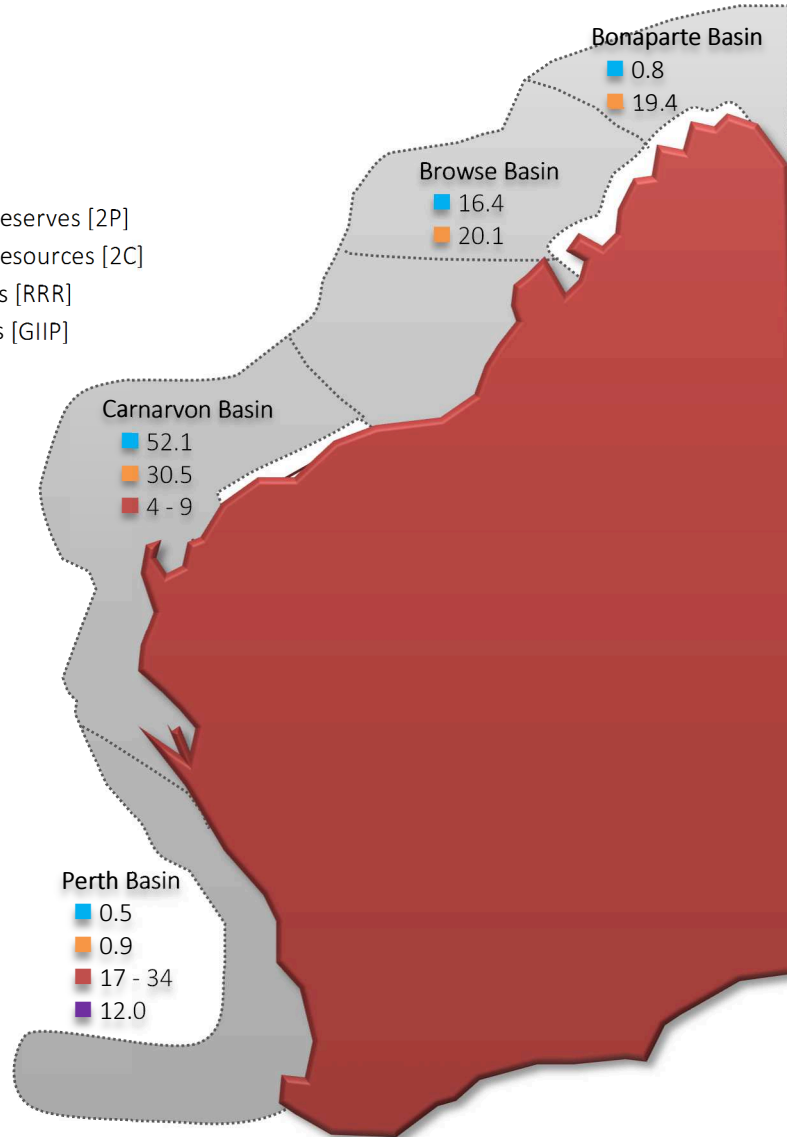 Bonaparte Basin
0.8
19.4
Browse Basin
16.4
20.1
eserves [2P]
esources [2C]
s [RRR]
s [GIIP]
Carnarvon Basin
52.1
30.5
4 - 9
Perth Basin
0.5
0.9
17 - 34
12.0